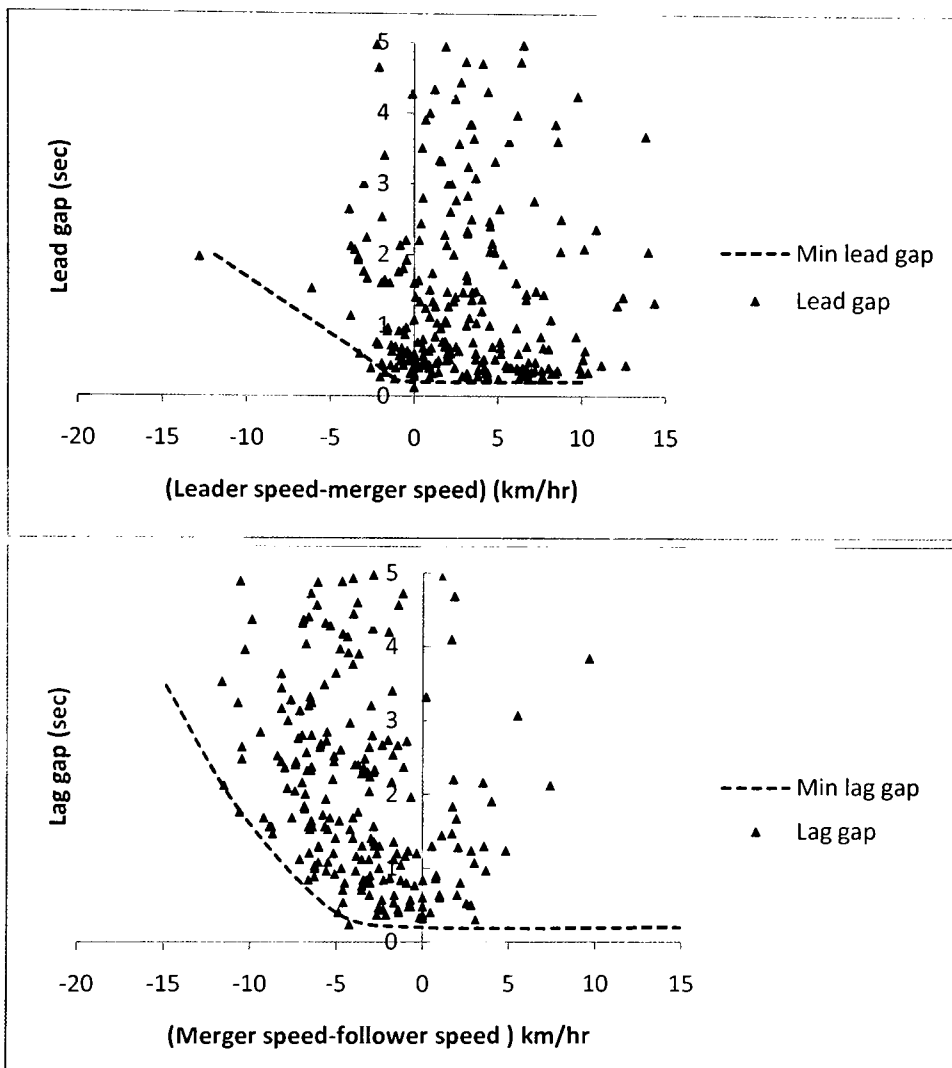 5
4
3
2
1
0
Lead gap (sec)
-20 -15 -10 -5 0 5 10 15
(Leader speed-merger speed) (km/hr)
Min lead gap
Lead gap
5
4
3
2
1
0
Lag gap (sec)
-20 -15 -10 -5 0 5 10 15
(Merger speed-follower speed ) km/hr
Min lag gap
Lag gap